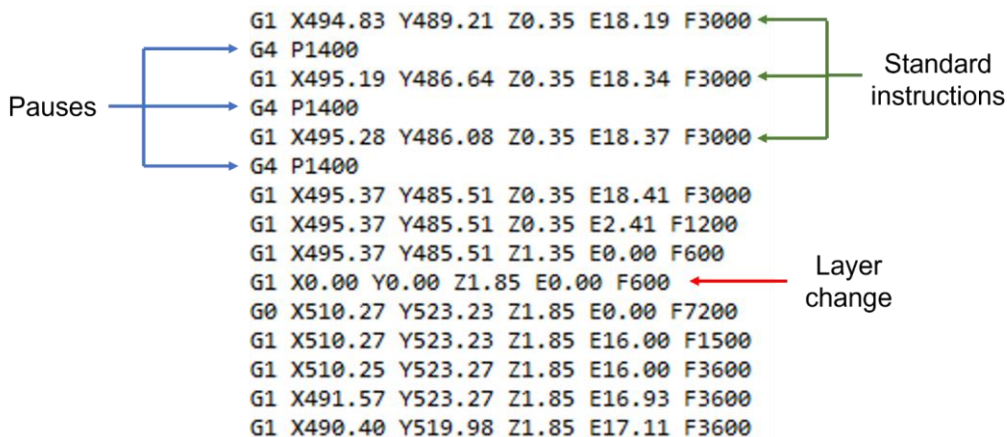 G1 X494.83 Y489.21 Z0.35 E18.19 F3000
G4 P1400
G1 X495.19 Y486.64 Z0.35 E18.34 F3000
G4 P1400
G1 X495.28 Y486.08 Z0.35 E18.37 F3000
G4 P1400
G1 X495.37 Y485.51 Z0.35 E18.41 F3000
G1 X495.37 Y485.51 Z0.35 E2.41 F1200
G1 X495.37 Y485.51 Z1.35 E0.00 F600
G1 X0.00 Y0.00 Z1.85 E0.00 F600
G0 X510.27 Y523.23 Z1.85 E0.00 F7200
G1 X510.27 Y523.23 Z1.85 E16.00 F1500
G1 X510.25 Y523.27 Z1.85 E16.00 F3600
G1 X491.57 Y523.27 Z1.85 E16.93 F3600
G1 X490.40 Y519.98 Z1.85 E17.11 F3600
Pauses
Standard
instructions
Layer
change